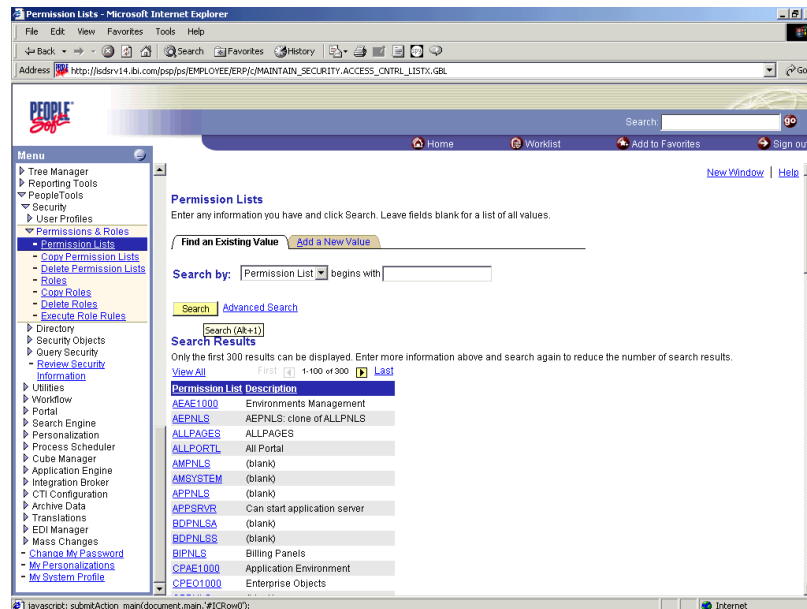 Permission Lists - Microsoft Internet Explorer
File Edit View Favorites Tools Help
Back Search Favorites History
Address http://isdsrv14.ibi.com/psp/ps/EMPLOYEE/ERP/c/MAINTAIN_SECURITY.ACCESS_CNTRL_LISTX.GBL Go
PEOPLE Soft
Search: go
Home Worklist Add to Favorites Sign out
Menu
Tree Manager
Reporting Tools
PeopleTools
Security
User Profiles
Permissions & Roles
- Permission Lists
- Copy Permission Lists
- Delete Permission Lists
- Roles
- Copy Roles
- Delete Roles
- Execute Role Rules
Directory
Security Objects
Query Security
- Review Security
Information
Utilities
Workflow
Portal
Search Engine
Personalization
Process Scheduler
Cube Manager
Application Engine
Integration Broker
CTI Configuration
Archive Data
Translations
EDI Manager
Mass Changes
- Change My Password
- My Personalizations
- My System Profile
New Window | Help
Permission Lists
Enter any information you have and click Search. Leave fields blank for a list of all values.
Find an Existing Value Add a New Value
Search by: Permission List begins with
Search Advanced Search
Search (Alt+1)
Search Results
Only the first 300 results can be displayed. Enter more information above and search again to reduce the number of search results.
View All First 1-100 of 300 Last
Permission List Description
AEAE1000 Environments Management
AEPNLS AEPNLS: clone of ALLPNLS
ALLPAGES ALLPAGES
ALLPORTL All Portal
AMPNLS (blank)
AMSYSTEM (blank)
APPNLS (blank)
APPSRVR Can start application server
BDPNLSA (blank)
BDPNLSS (blank)
BIPNLS Billing Panels
CPAE1000 Application Environment
CPEO1000 Enterprise Objects
javascript: submitAction_main(document.main,'#ICRow0'); Internet